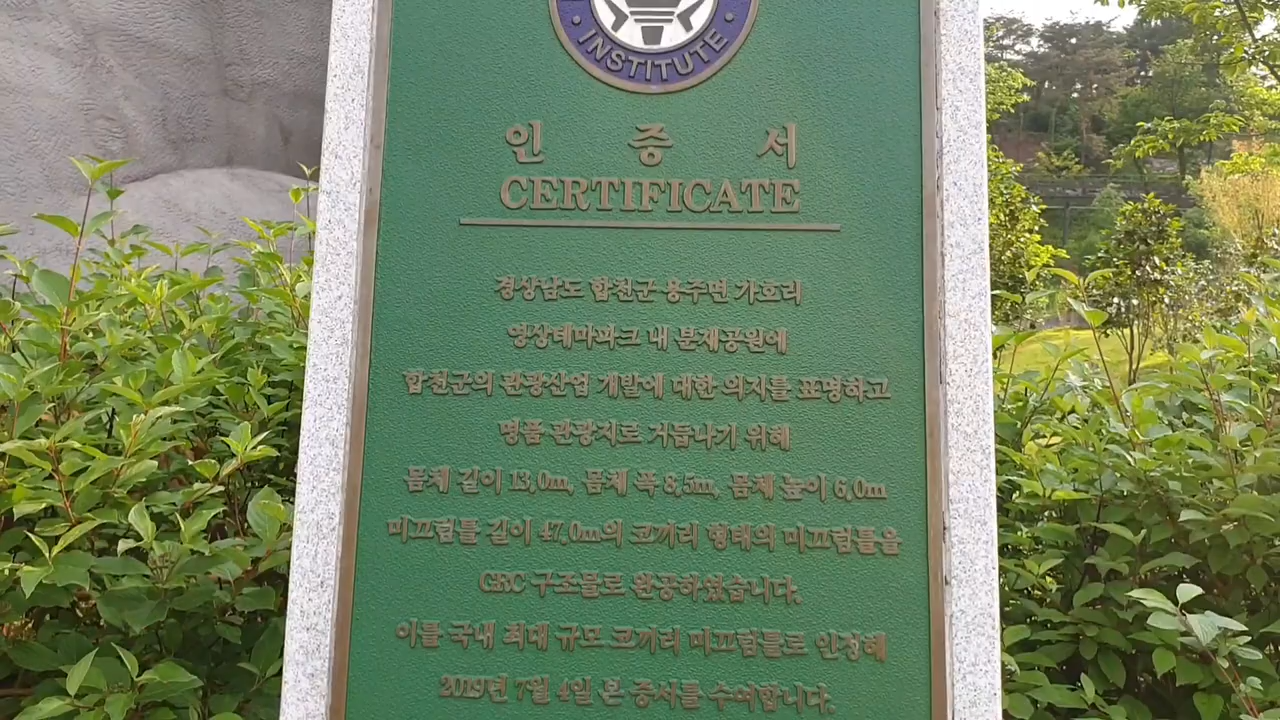 INSTITUTE
인 증 서
CERTIFICATE
경상남도 합천군 용주면 가호리
영상테마파크 내 분재공원에
합천군의 관광산업 개발에 대한 의지를 표명하고
명품 관광지로 거듭나기 위해
몸체 길이 13.0m, 몸체 폭 8.5m, 몸체 높이 6.0m
미끄럼틀 길이 47.0m의 코끼리 형태의 미끄럼틀을
GRC 구조물로 완공하였습니다.
이를 국내 최대 규모 코끼리 미끄럼틀로 인정해
2019년 7월 4일 본 증서를 수여합니다.